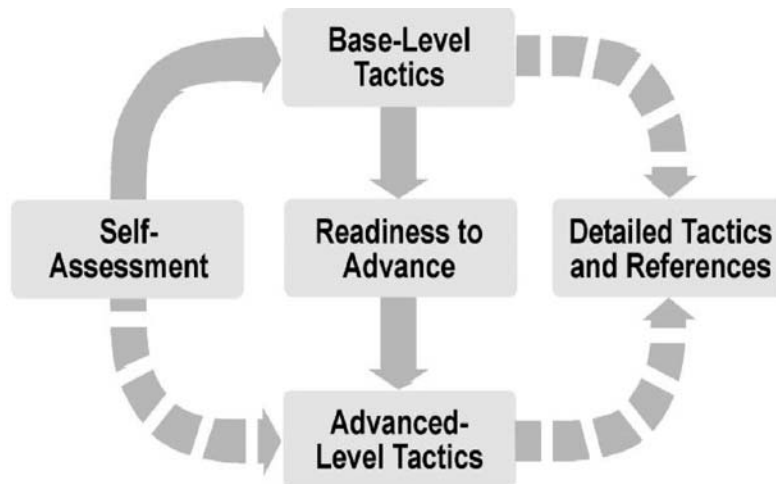 Base-Level
Tactics
Self-
Assessment
Readiness to
Advance
Detailed Tactics
and References
Advanced-
Level Tactics